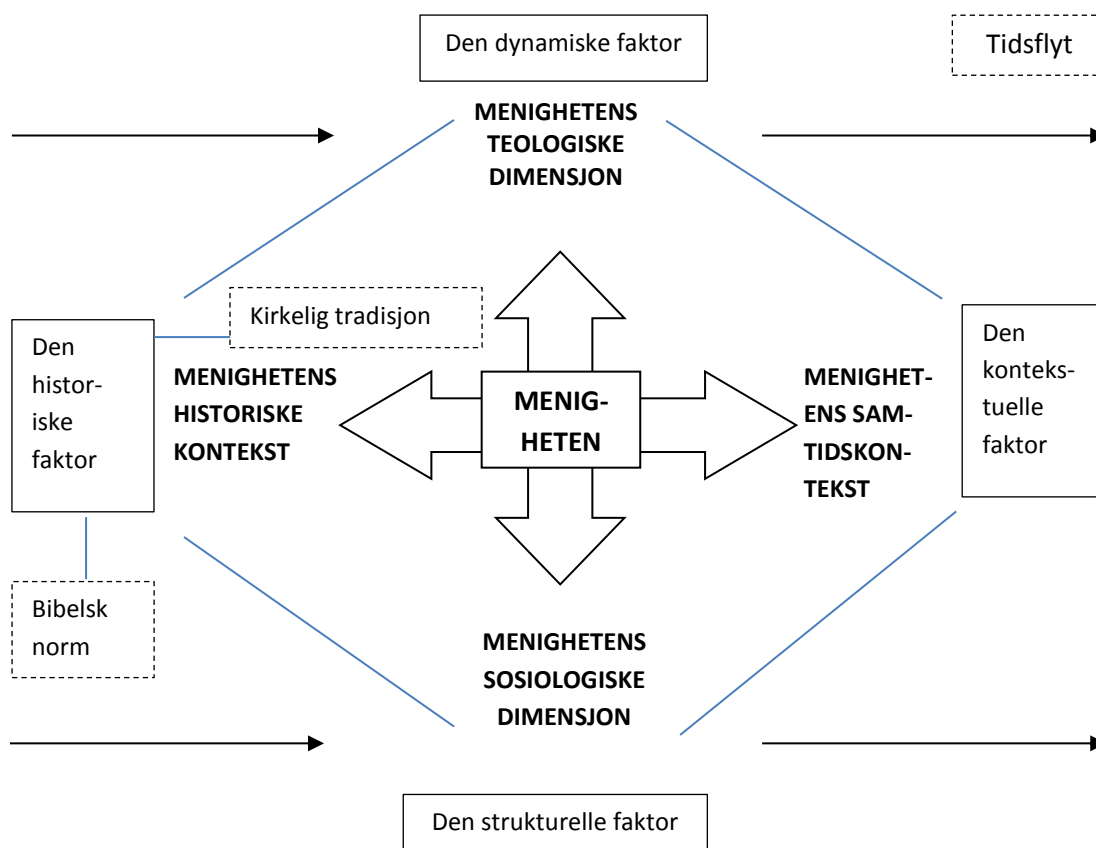 Den dynamiske faktor
Tidsflyt
MENIGHETENS
TEOLOGISKE
DIMENSJON
Kirkelig tradisjon
Den
histor-
iske
faktor
MENIGHETENS
HISTORISKE
KONTEKST
MENIG-
HETEN
MENIGHET-
ENS SAM-
TIDSKON-
TEKST
Den
konteks-
tuelle
faktor
Bibelsk
norm
MENIGHETENS
SOSIOLOGISKE
DIMENSJON
Den strukturelle faktor